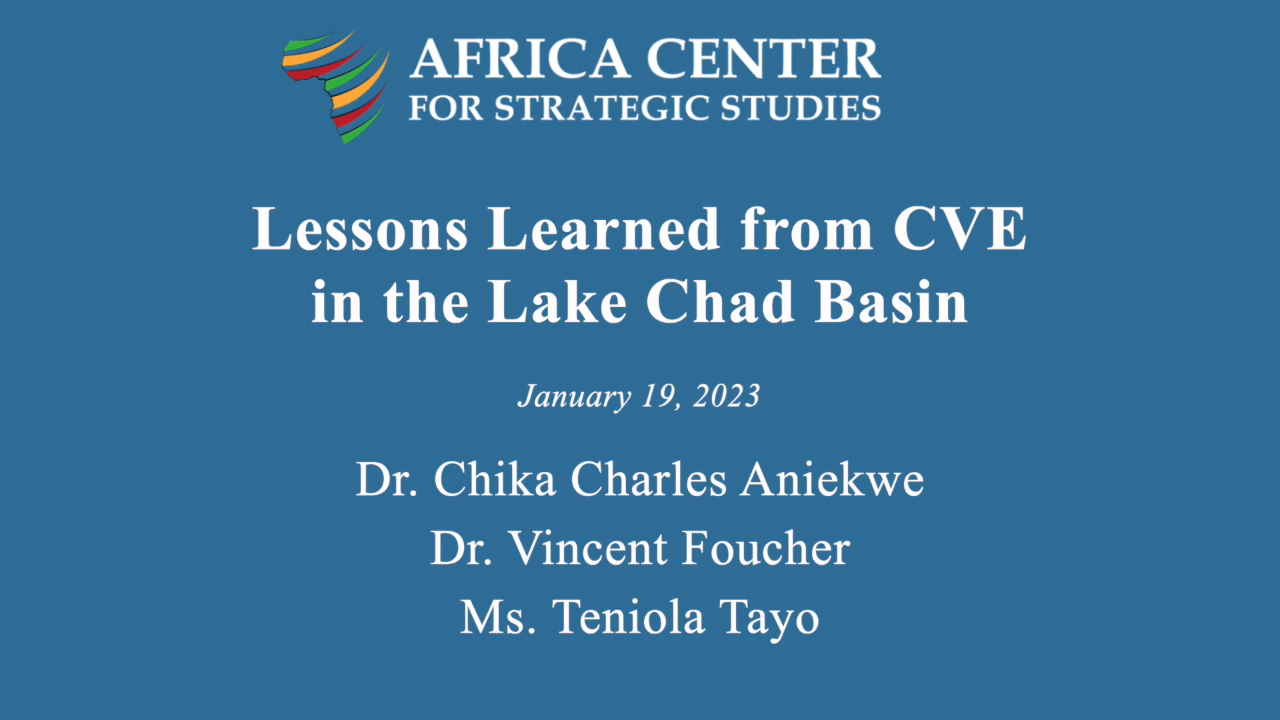 AFRICA CENTER
FOR STRATEGIC STUDIES
Lessons Learned from CVE
in the Lake Chad Basin
January 19, 2023
Dr. Chika Charles Aniekwe
Dr. Vincent Foucher
Ms. Teniola Tayo